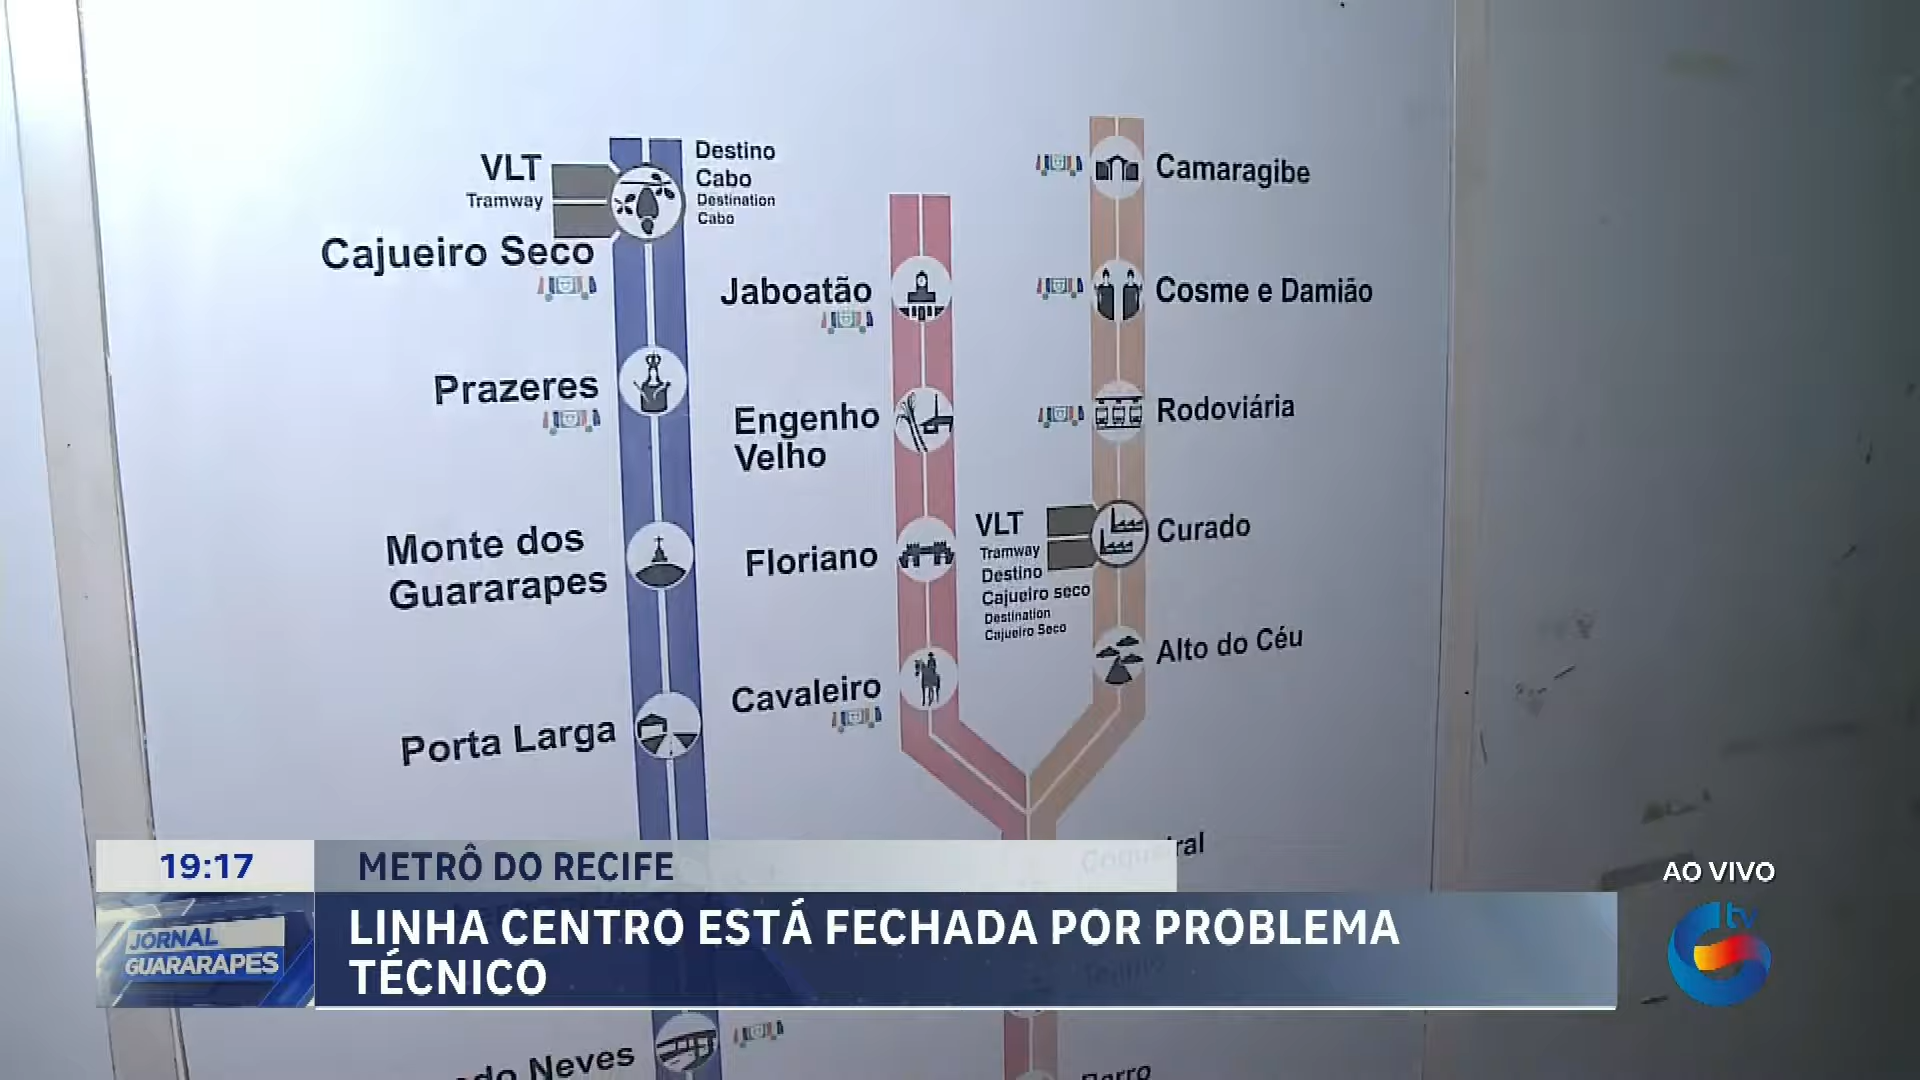 VLT
Tramway
Destino
Cabo
Destination
Cabo
Cajueiro Seco
Prazeres
Monte dos
Guararapes
Porta Larga
Jaboatão
Engenho
Velho
Floriano
Cavaleiro
Camaragibe
Cosme e Damião
Rodoviária
VLT
Tramway
Destino
Cajueiro seco
Destination
Cajueiro Seco
Curado
Alto do Céu
19:17
METRÔ DO RECIFE
JORNAL
GUARARAPES
LINHA CENTRO ESTÁ FECHADA POR PROBLEMA
TÉCNICO
AO VIVO
tv
Neves